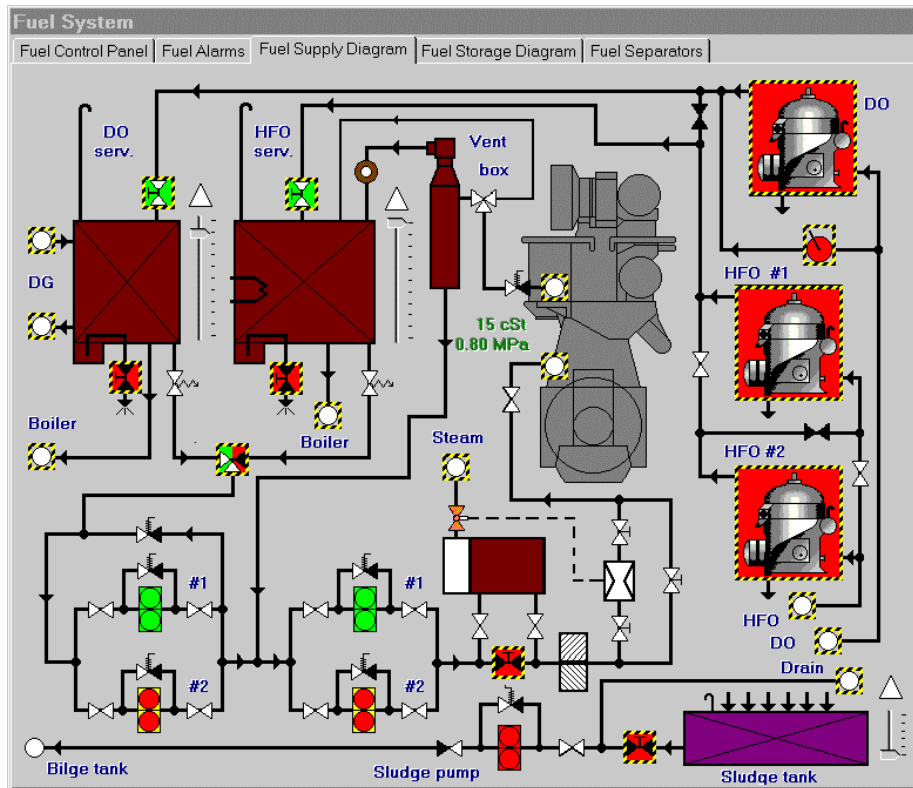 Fuel System
Fuel Control Panel
Fuel Alarms
Fuel Supply Diagram
Fuel Storage Diagram
Fuel Separators
DO
serv.
HFO
serv.
Vent
box
DO
DG
HFO #1
15 cSt
0.80 MPa
Boiler
Boiler
Steam
HFO #2
#1
#1
#2
#2
HFO
DO
Drain
Bilge tank
Sludge pump
Sludge tank